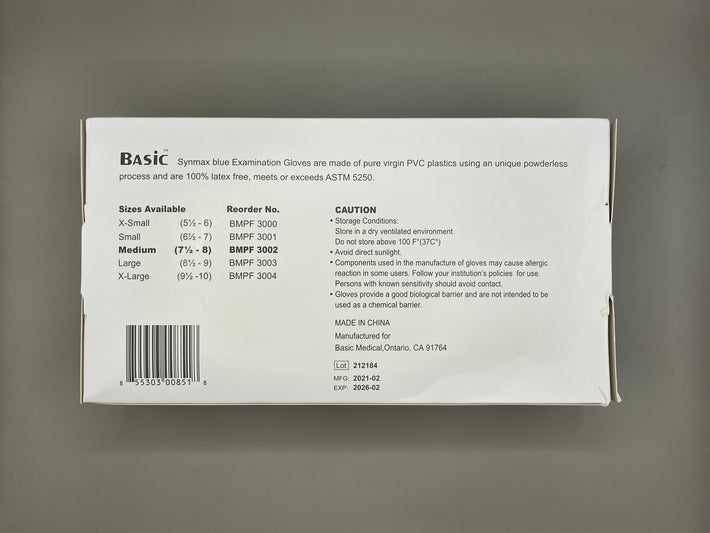 BASIC™ Synmax blue Examination Gloves are made of pure virgin PVC plastics using an unique powderless
process and are 100% latex free, meets or exceeds ASTM 5250.
Sizes Available Reorder No.
X-Small (5½ - 6) BMPF 3000
Small (6½ - 7) BMPF 3001
Medium (7½ - 8) BMPF 3002
Large (8½ - 9) BMPF 3003
X-Large (9½ -10) BMPF 3004
CAUTION
• Storage Conditions:
Store in a dry ventilated environment.
Do not store above 100 F°(37C°)
• Avoid direct sunlight.
• Components used in the manufacture of gloves may cause allergic
reaction in some users. Follow your institution's policies for use.
Persons with known sensitivity should avoid contact.
• Gloves provide a good biological barrier and are not intended to be
used as a chemical barrier.
MADE IN CHINA
Manufactured for
Basic Medical,Ontario, CA 91764
Lot 212184
MFG: 2021-02
EXP: 2026-02
8 55303 00851 8